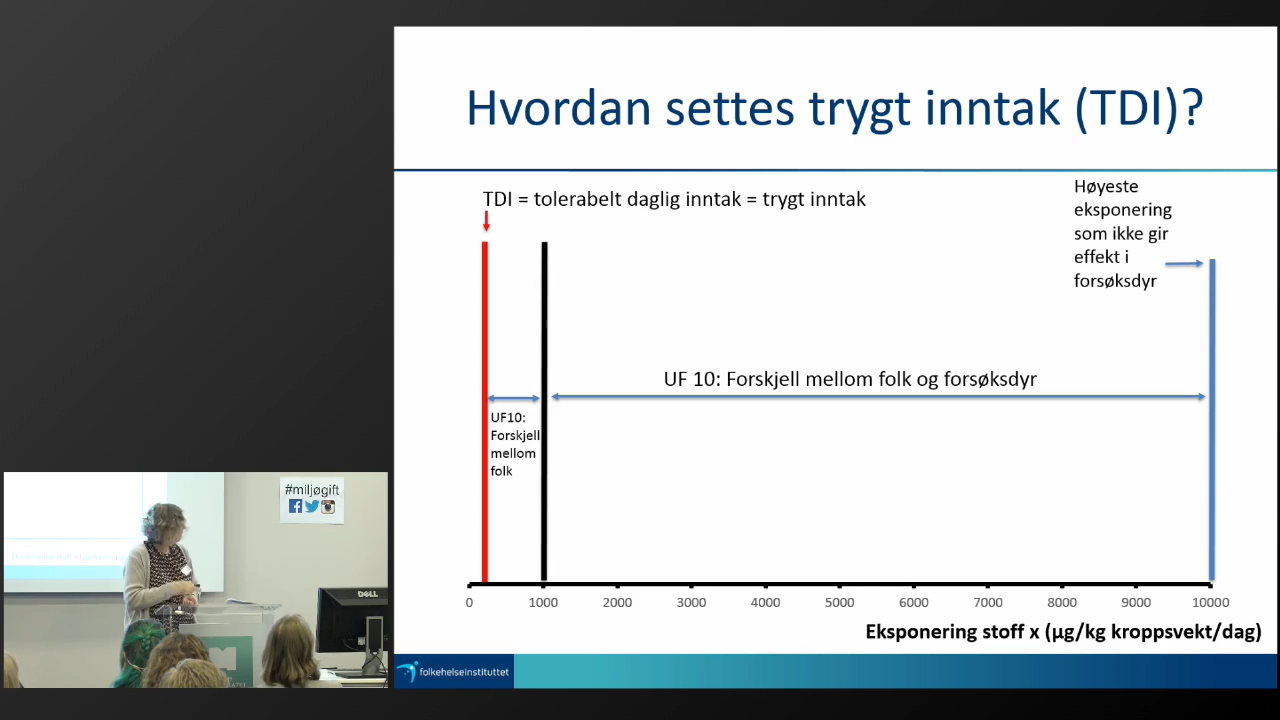 Hvordan settes trygt inntak (TDI)?
TDI = tolerabelt daglig inntak = trygt inntak
Høyeste
eksponering
som ikke gir
effekt i
forsøksdyr
UF 10: Forskjell mellom folk og forsøksdyr
UF10:
Forskjell
mellom
folk
0 1000 2000 3000 4000 5000 6000 7000 8000 9000 10000
Eksponering stoff x (µg/kg kroppsvekt/dag)
folkehelseinstituttet
#miljøgift
DELL